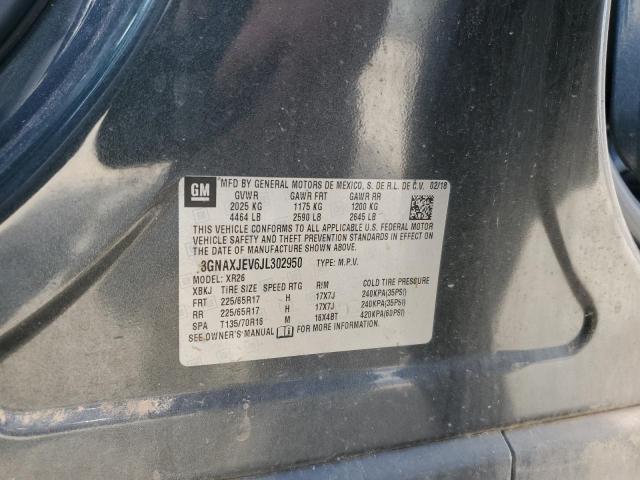 GM
MFD BY GENERAL MOTORS DE MEXICO, S. DE R.L. DE C.V. 02/18
GVWR GAWR FRT GAWR RR
2025 KG 1175 KG 1200 KG
4464 LB 2590 LB 2645 LB
THIS VEHICLE CONFORMS TO ALL APPLICABLE U.S. FEDERAL MOTOR
VEHICLE SAFETY, BUMPER, AND THEFT PREVENTION STANDARDS
IN EFFECT ON THE DATE OF MANUFACTURE SHOWN ABOVE.
3GNAXJEV6JL302950 TYPE: M.P.V.
MODEL: XR26
XBKJ TIRE SIZE SPEED RTG RIM COLD TIRE PRESSURE
FRT 225/65R17 H 17X7J 240KPA(35PSI)
RR 225/65R17 H 17X7J 240KPA(35PSI)
SPA T135/70R16 M 16X4BT 420KPA(60PSI)
SEE OWNER'S MANUAL FOR MORE INFORMATION